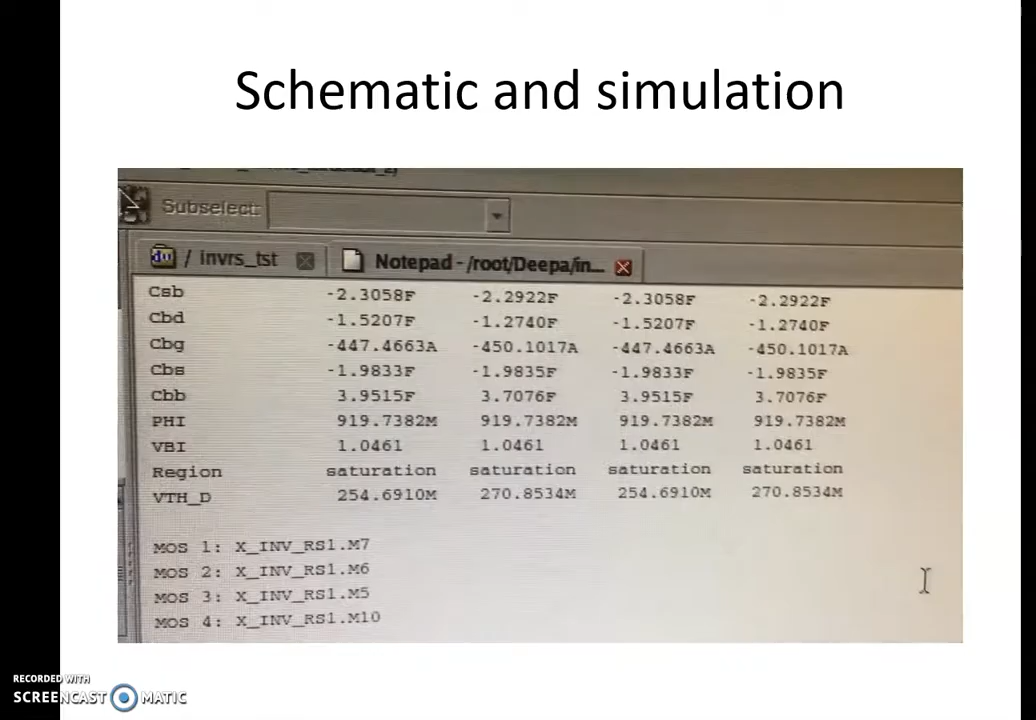 Schematic and simulation
Subselect:
/ invrs_tst Notepad - /root/Deepa/in...
Csb -2.3058F -2.2922F -2.3058F -2.2922F
Cbd -1.5207F -1.2740F -1.5207F -1.2740F
Cbg -447.4663A -450.1017A -447.4663A -450.1017A
Cbs -1.9833F -1.9835F -1.9833F -1.9835F
Cbb 3.9515F 3.7076F 3.9515F 3.7076F
PHI 919.7382M 919.7382M 919.7382M 919.7382M
VBI 1.0461 1.0461 1.0461 1.0461
Region saturation saturation saturation saturation
VTH_D 254.6910M 270.8534M 254.6910M 270.8534M
MOS 1: X_INV_RS1.M7
MOS 2: X_INV_RS1.M6
MOS 3: X_INV_RS1.M5
MOS 4: X_INV_RS1.M10
RECORDED WITH
SCREENCAST MATIC